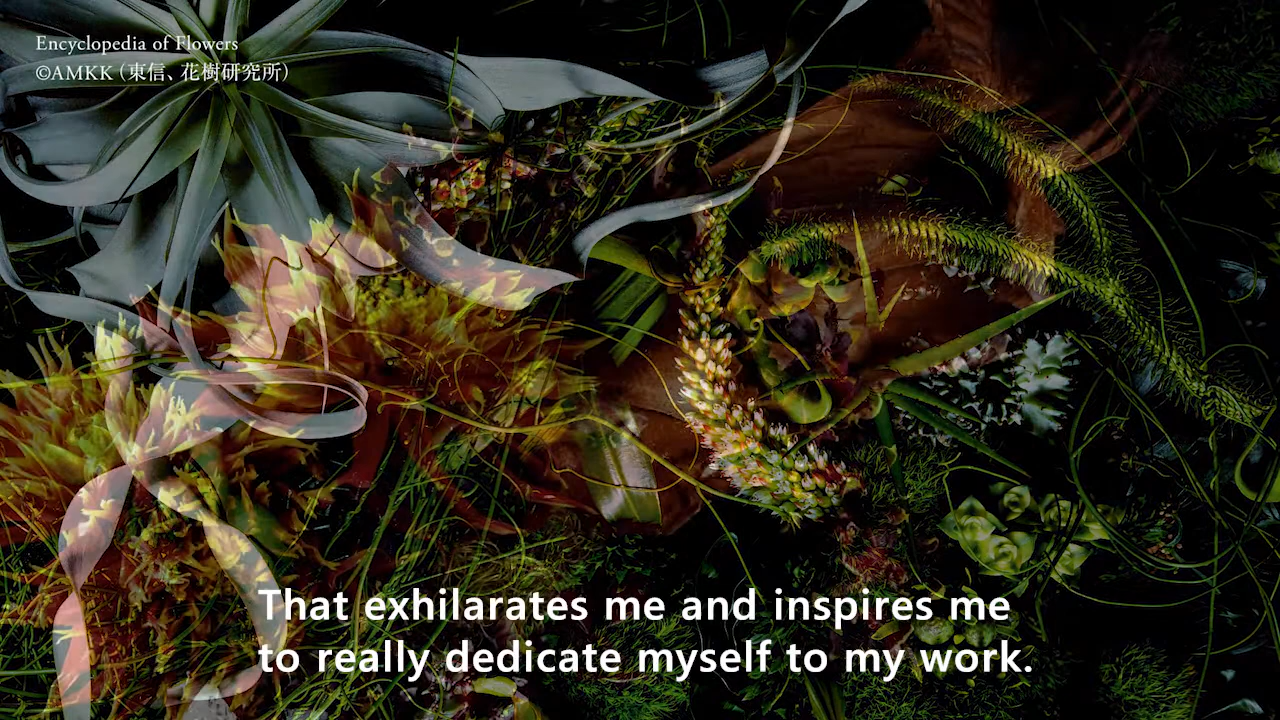 Encyclopedia of Flowers
©AMKK（東信、花樹研究所）
That exhilarates me and inspires me
to really dedicate myself to my work.